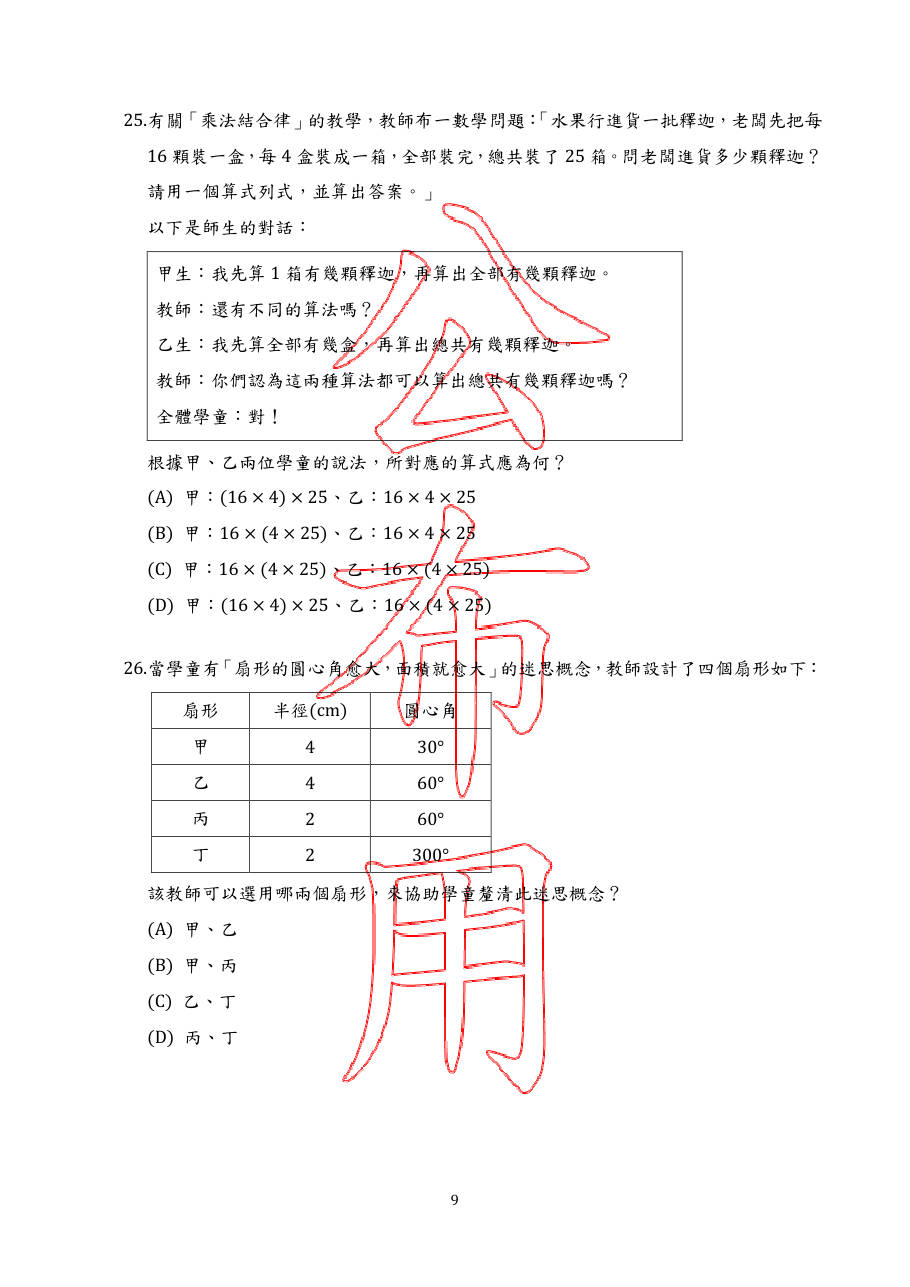 25.有關「乘法結合律」的教學，教師布一數學問題：「水果行進貨一批釋迦，老闆先把每
16 顆裝一盒，每 4 盒裝成一箱，全部裝完，總共裝了 25 箱。問老闆進貨多少顆釋迦？
請用一個算式列式，並算出答案。」
以下是師生的對話：
甲生：我先算 1 箱有幾顆釋迦，再算出全部有幾顆釋迦。
教師：還有不同的算法嗎？
乙生：我先算全部有幾盒，再算出總共有幾顆釋迦。
教師：你們認為這兩種算法都可以算出總共有幾顆釋迦嗎？
全體學童：對！
根據甲、乙兩位學童的說法，所對應的算式應為何？
(A) 甲：(16 × 4) × 25、乙：16 × 4 × 25
(B) 甲：16 × (4 × 25)、乙：16 × 4 × 25
(C) 甲：16 × (4 × 25)、乙：16 × (4 × 25)
(D) 甲：(16 × 4) × 25、乙：16 × (4 × 25)
26.當學童有「扇形的圓心角愈大，面積就愈大」的迷思概念，教師設計了四個扇形如下：
扇形 半徑(cm) 圓心角
甲 4 30°
乙 4 60°
丙 2 60°
丁 2 300°
該教師可以選用哪兩個扇形，來協助學童釐清此迷思概念？
(A) 甲、乙
(B) 甲、丙
(C) 乙、丁
(D) 丙、丁
公布用
9